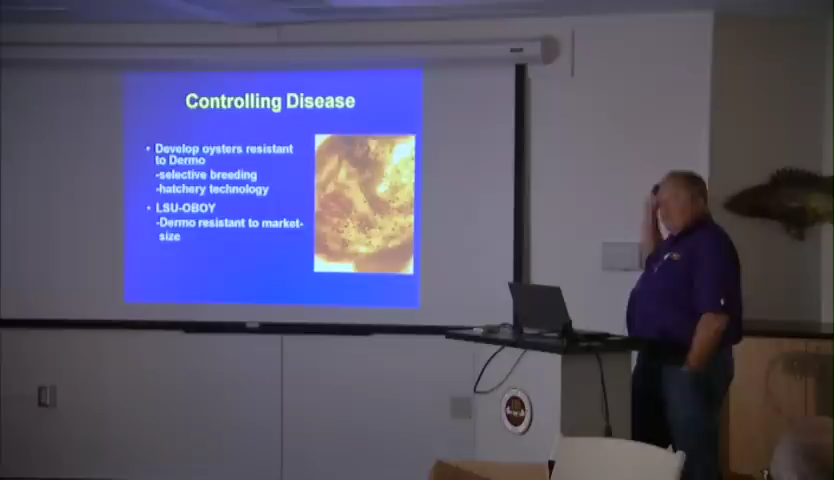 Controlling Disease
• Develop oysters resistant
to Dermo
-selective breeding
-hatchery technology
• LSU-OBOY
-Dermo resistant to market-
size